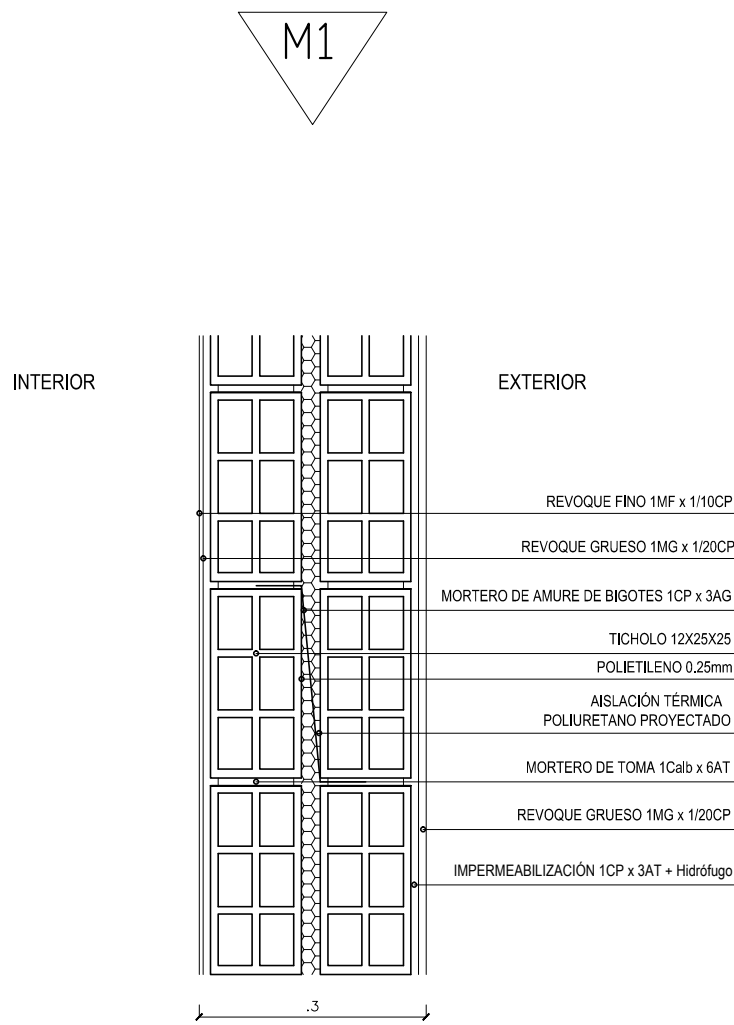 M1
INTERIOR
EXTERIOR
REVOQUE FINO 1MF x 1/10CP
REVOQUE GRUESO 1MG x 1/20CP
MORTERO DE AMURE DE BIGOTES 1CP x 3AG
TICHOLO 12X25X25
POLIETILENO 0.25mm
AISLACIÓN TÉRMICA
POLIURETANO PROYECTADO
MORTERO DE TOMA 1Calb x 6AT
REVOQUE GRUESO 1MG x 1/20CP
IMPERMEABILIZACIÓN 1CP x 3AT + Hidrófugo
.3